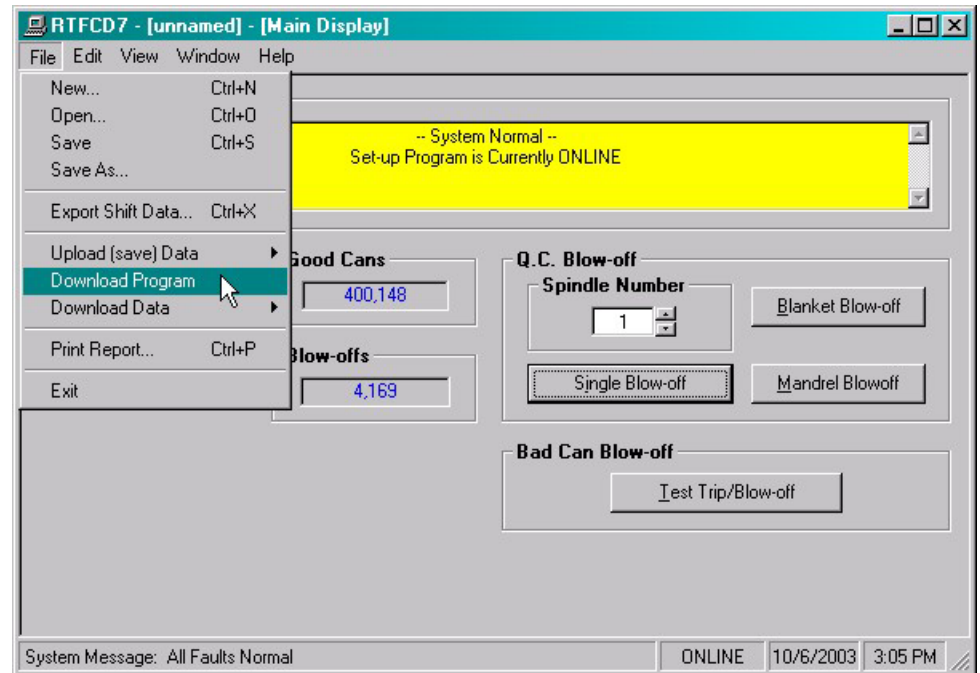 RTFCD7 - [unnamed] - [Main Display]
File Edit View Window Help
New... Ctrl+N
Open... Ctrl+O
Save Ctrl+S
Save As...
Export Shift Data... Ctrl+X
Upload (save) Data
Download Program
Download Data
Print Report... Ctrl+P
Exit
-- System Normal --
Set-up Program is Currently ONLINE
Good Cans
400,148
Blow-offs
4,169
Q.C. Blow-off
Spindle Number
1
Blanket Blow-off
Single Blow-off
Mandrel Blowoff
Bad Can Blow-off
Test Trip/Blow-off
System Message: All Faults Normal
ONLINE
10/6/2003
3:05 PM